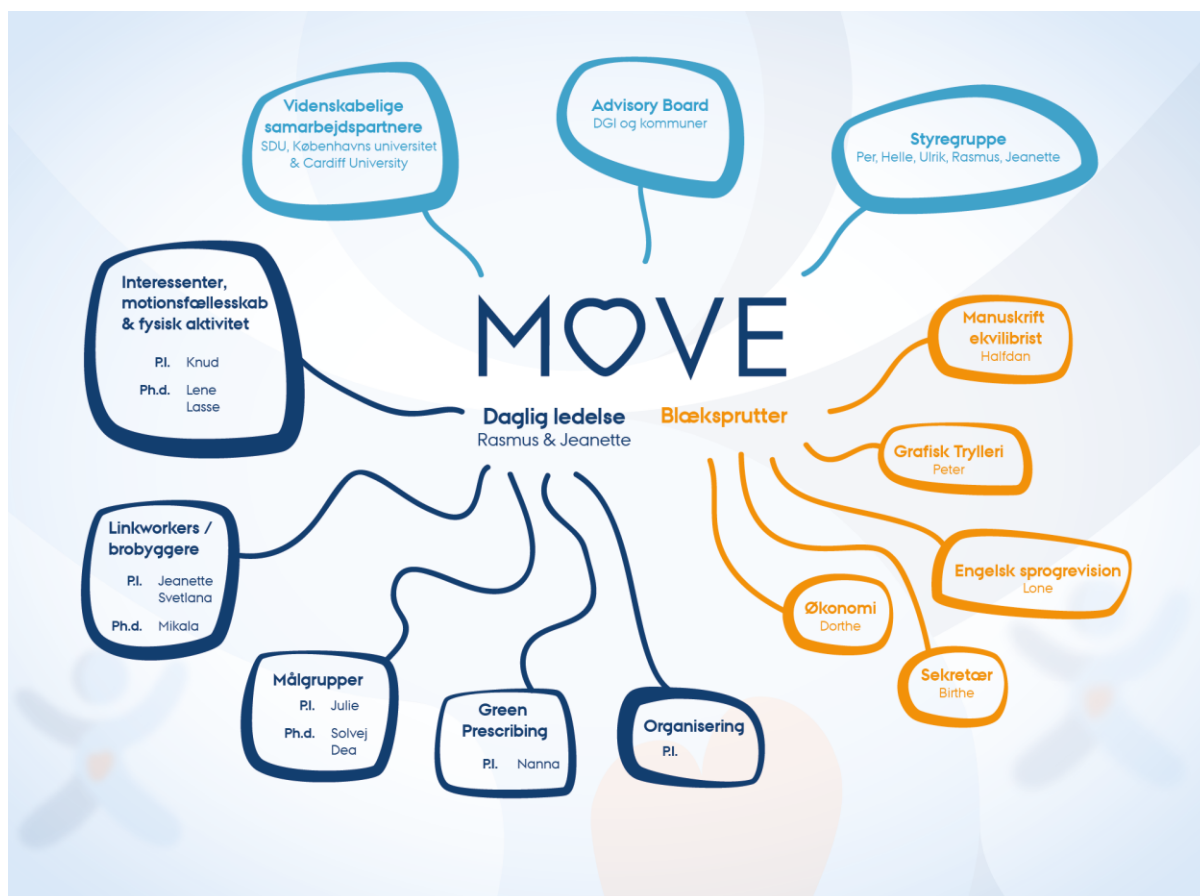 Videnskabelige
samarbejdspartnere
SDU, Københavns universitet
& Cardiff University
Advisory Board
DGI og kommuner
Styregruppe
Per, Helle, Ulrik, Rasmus, Jeanette
Interessenter,
motionsfællesskab
& fysisk aktivitet
P.I. Knud
Ph.d. Lene
Lasse
MOVE
Daglig ledelse
Rasmus & Jeanette
Blæksprutter
Manuskrift
ekvilibrist
Halfdan
Grafisk Trylleri
Peter
Engelsk sprogrevision
Lone
Økonomi
Dorthe
Sekretær
Birthe
Linkworkers /
brobyggere
P.I. Jeanette
Svetlana
Ph.d. Mikala
Målgrupper
P.I. Julie
Ph.d. Solvej
Dea
Green
Prescribing
P.I. Nanna
Organisering
P.I.